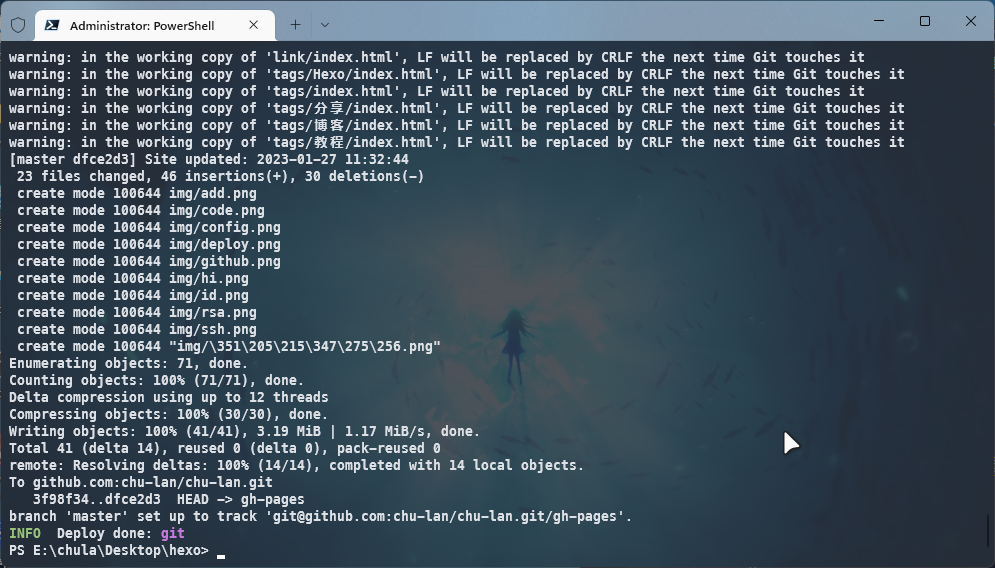 Administrator: PowerShell
warning: in the working copy of 'link/index.html', LF will be replaced by CRLF the next time Git touches it
warning: in the working copy of 'tags/Hexo/index.html', LF will be replaced by CRLF the next time Git touches it
warning: in the working copy of 'tags/index.html', LF will be replaced by CRLF the next time Git touches it
warning: in the working copy of 'tags/分享/index.html', LF will be replaced by CRLF the next time Git touches it
warning: in the working copy of 'tags/博客/index.html', LF will be replaced by CRLF the next time Git touches it
warning: in the working copy of 'tags/教程/index.html', LF will be replaced by CRLF the next time Git touches it
[master dfce2d3] Site updated: 2023-01-27 11:32:44
23 files changed, 46 insertions(+), 30 deletions(-)
create mode 100644 img/add.png
create mode 100644 img/code.png
create mode 100644 img/config.png
create mode 100644 img/deploy.png
create mode 100644 img/github.png
create mode 100644 img/hi.png
create mode 100644 img/id.png
create mode 100644 img/rsa.png
create mode 100644 img/ssh.png
create mode 100644 "img/\351\205\215\347\275\256.png"
Enumerating objects: 71, done.
Counting objects: 100% (71/71), done.
Delta compression using up to 12 threads
Compressing objects: 100% (30/30), done.
Writing objects: 100% (41/41), 3.19 MiB | 1.17 MiB/s, done.
Total 41 (delta 14), reused 0 (delta 0), pack-reused 0
remote: Resolving deltas: 100% (14/14), completed with 14 local objects.
To github.com:chu-lan/chu-lan.git
3f98f34..dfce2d3  HEAD -> gh-pages
branch 'master' set up to track 'git@github.com:chu-lan/chu-lan.git/gh-pages'.
INFO  Deploy done: git
PS E:\chula\Desktop\hexo>